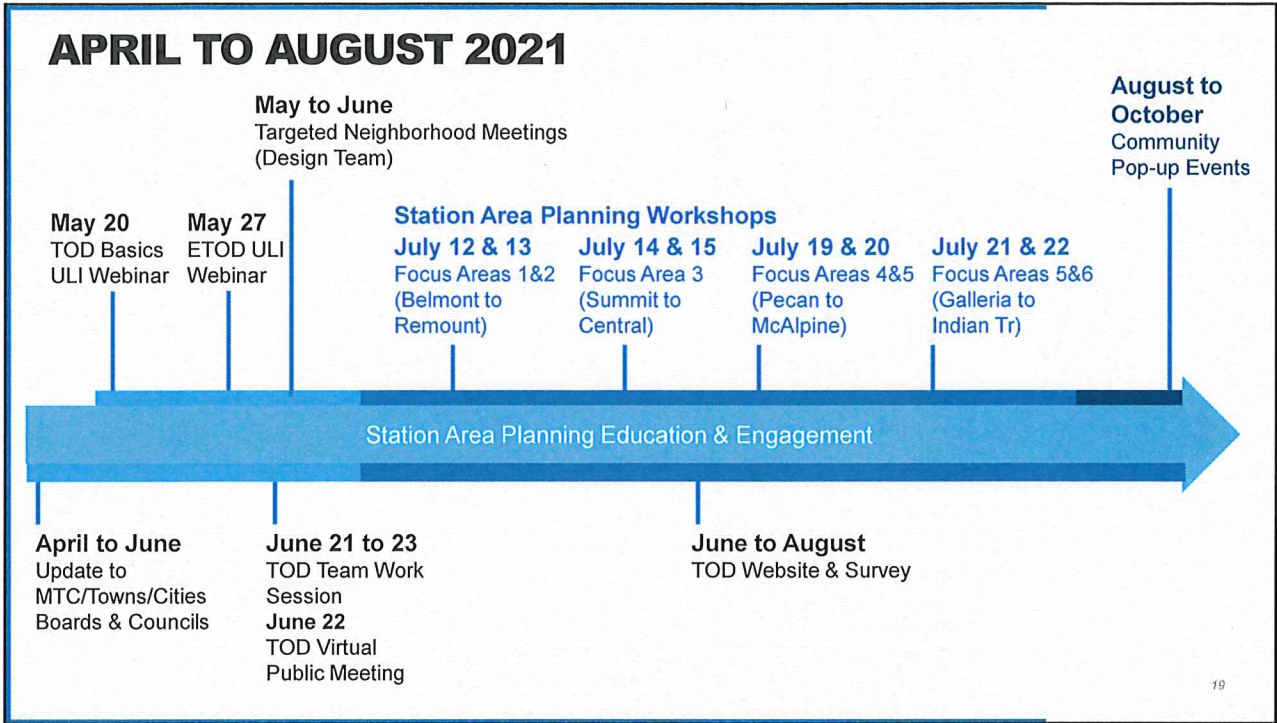 APRIL TO AUGUST 2021
May to June
Targeted Neighborhood Meetings
(Design Team)
August to
October
Community
Pop-up Events
May 20
TOD Basics
ULI Webinar
May 27
ETOD ULI
Webinar
Station Area Planning Workshops
July 12 & 13
Focus Areas 1&2
(Belmont to
Remount)
July 14 & 15
Focus Area 3
(Summit to
Central)
July 19 & 20
Focus Areas 4&5
(Pecan to
McAlpine)
July 21 & 22
Focus Areas 5&6
(Galleria to
Indian Tr)
Station Area Planning Education & Engagement
April to June
Update to
MTC/Towns/Cities
Boards & Councils
June 21 to 23
TOD Team Work
Session
June 22
TOD Virtual
Public Meeting
June to August
TOD Website & Survey
19